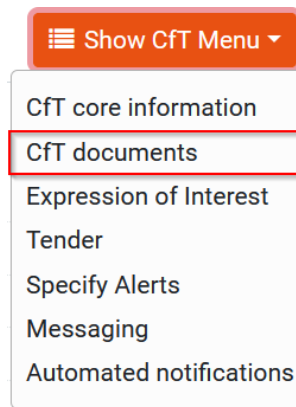 Show CfT Menu
CfT core information
CfT documents
Expression of Interest
Tender
Specify Alerts
Messaging
Automated notifications